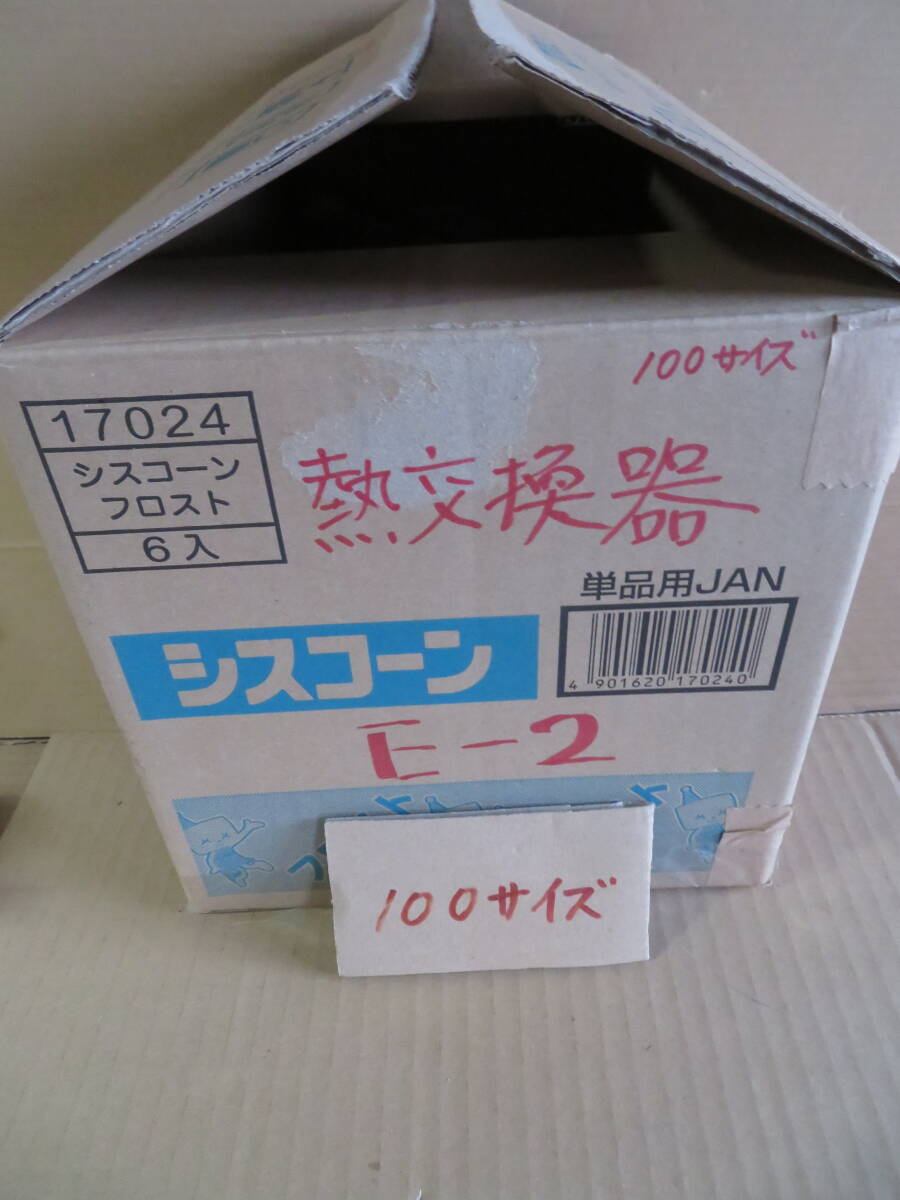 100サイズ
17024
シスコーン
フロスト
6入
熱交換器
単品用JAN
4 901620 170240
シスコーン
E-2
100サイズ